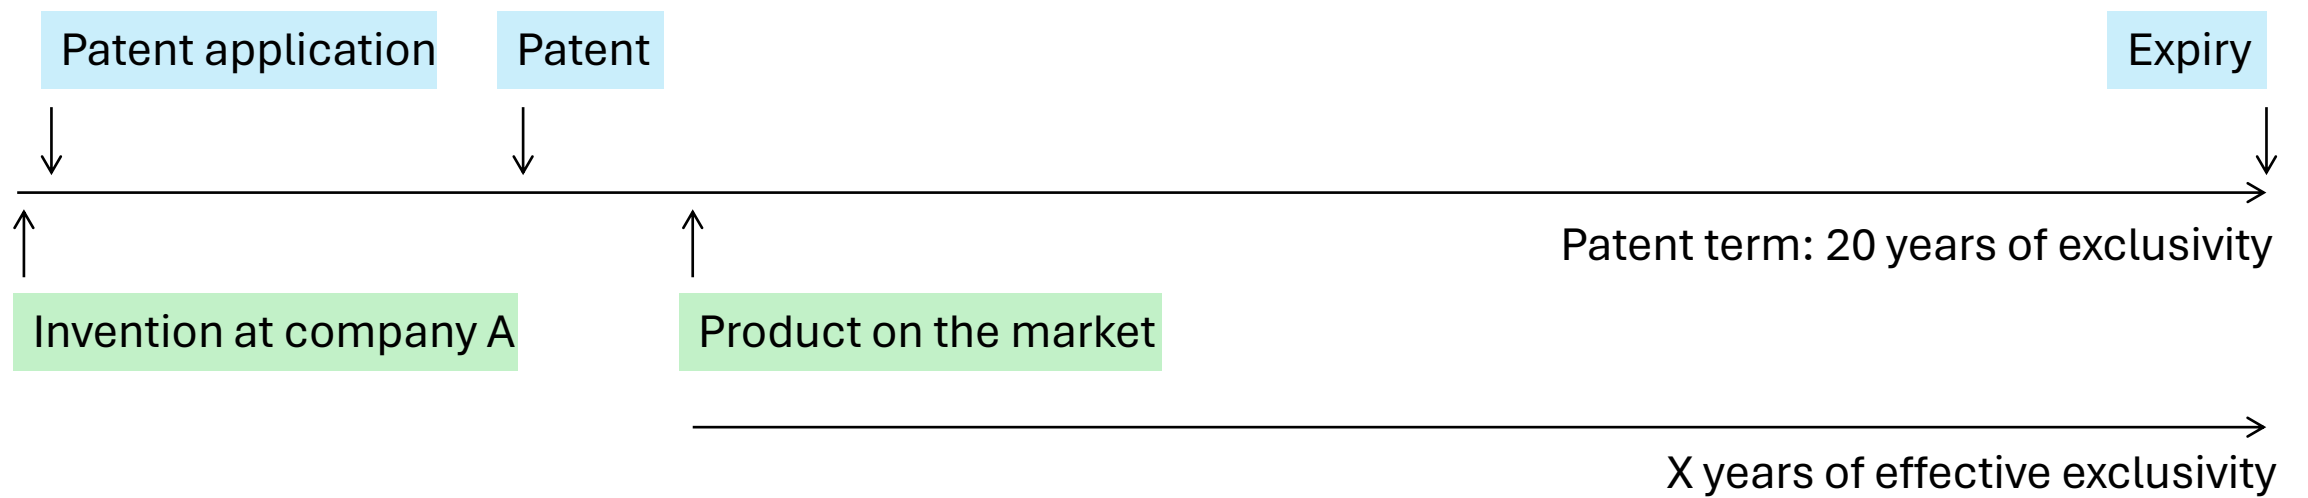 Patent application
Patent
Expiry
Patent term: 20 years of exclusivity
Invention at company A
Product on the market
X years of effective exclusivity